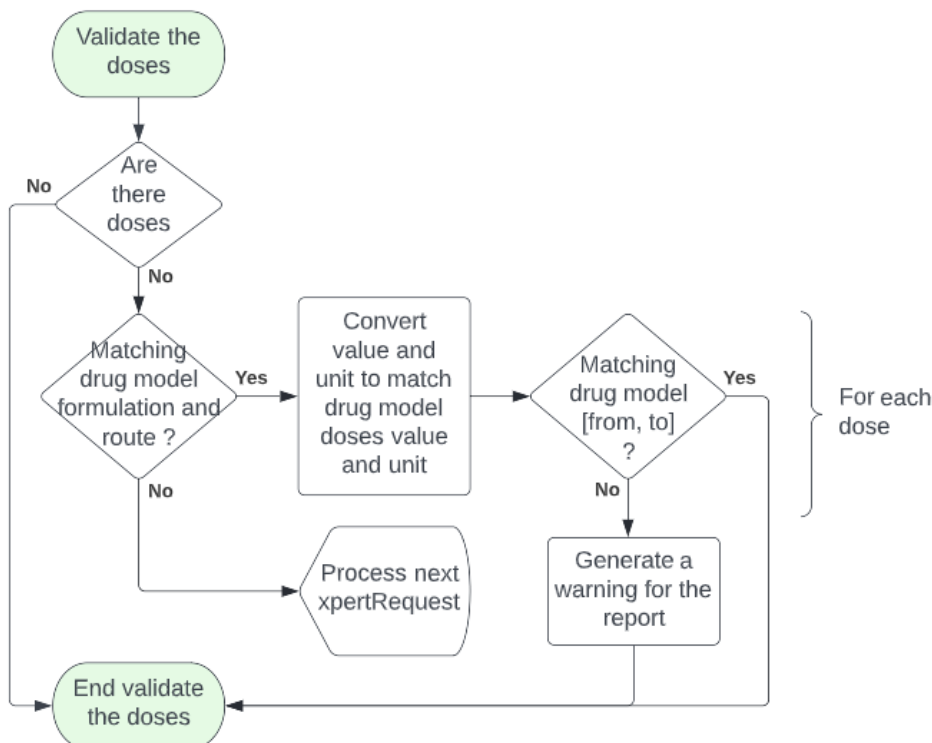 Validate the
doses
Are
there
doses
No
No
Matching
drug model
formulation and
route ?
Yes
No
Convert
value and
unit to match
drug model
doses value
and unit
Matching
drug model
[from, to]
?
Yes
No
For each
dose
Process next
xpertRequest
Generate a
warning for the
report
End validate
the doses